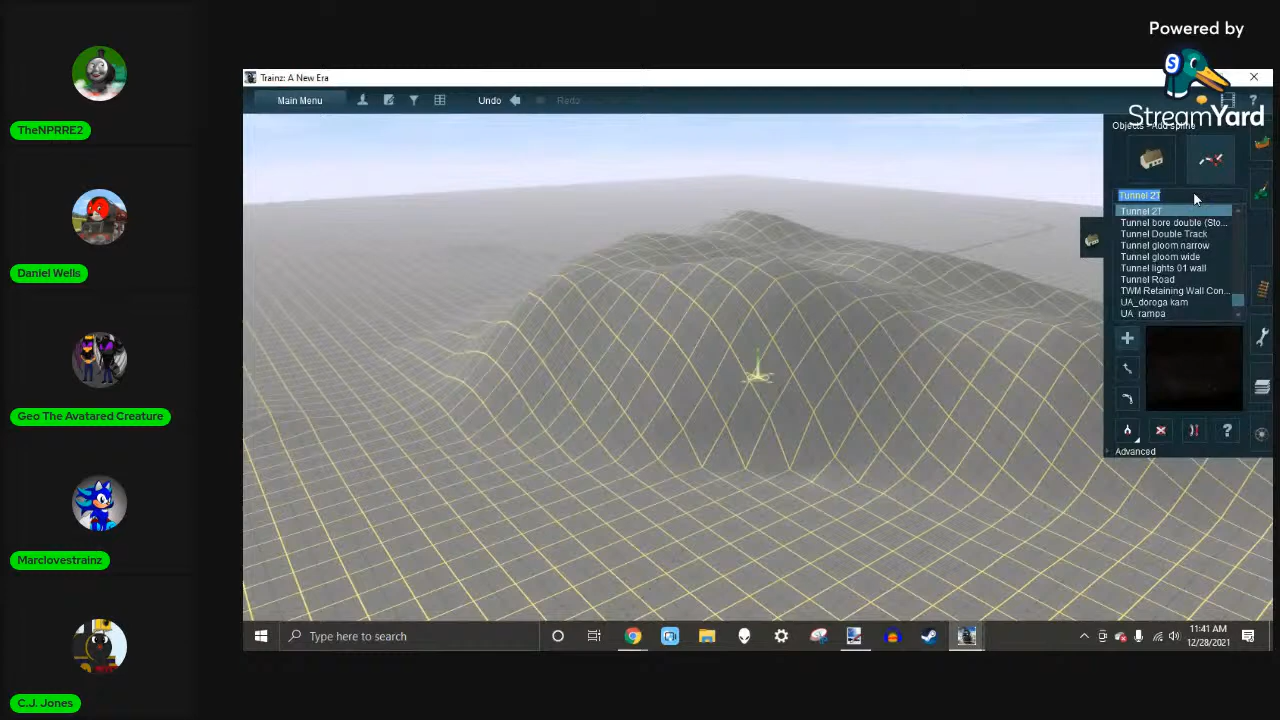 Powered by
S
StreamYard
Trainz: A New Era
Main Menu
Undo
Redo
?
Objects - Add spline
Tunnel 2T
Tunnel 2T
Tunnel bore double (Sto...
Tunnel Double Track
Tunnel gloom narrow
Tunnel gloom wide
Tunnel lights 01 wall
Tunnel Road
TWM Retaining Wall Con...
UA_doroga kam
UA_rampa
?
Advanced
TheNPRRE2
Daniel Wells
Geo The Avatared Creature
Marclovestrainz
C.J. Jones
Type here to search
11:41 AM
12/28/2021